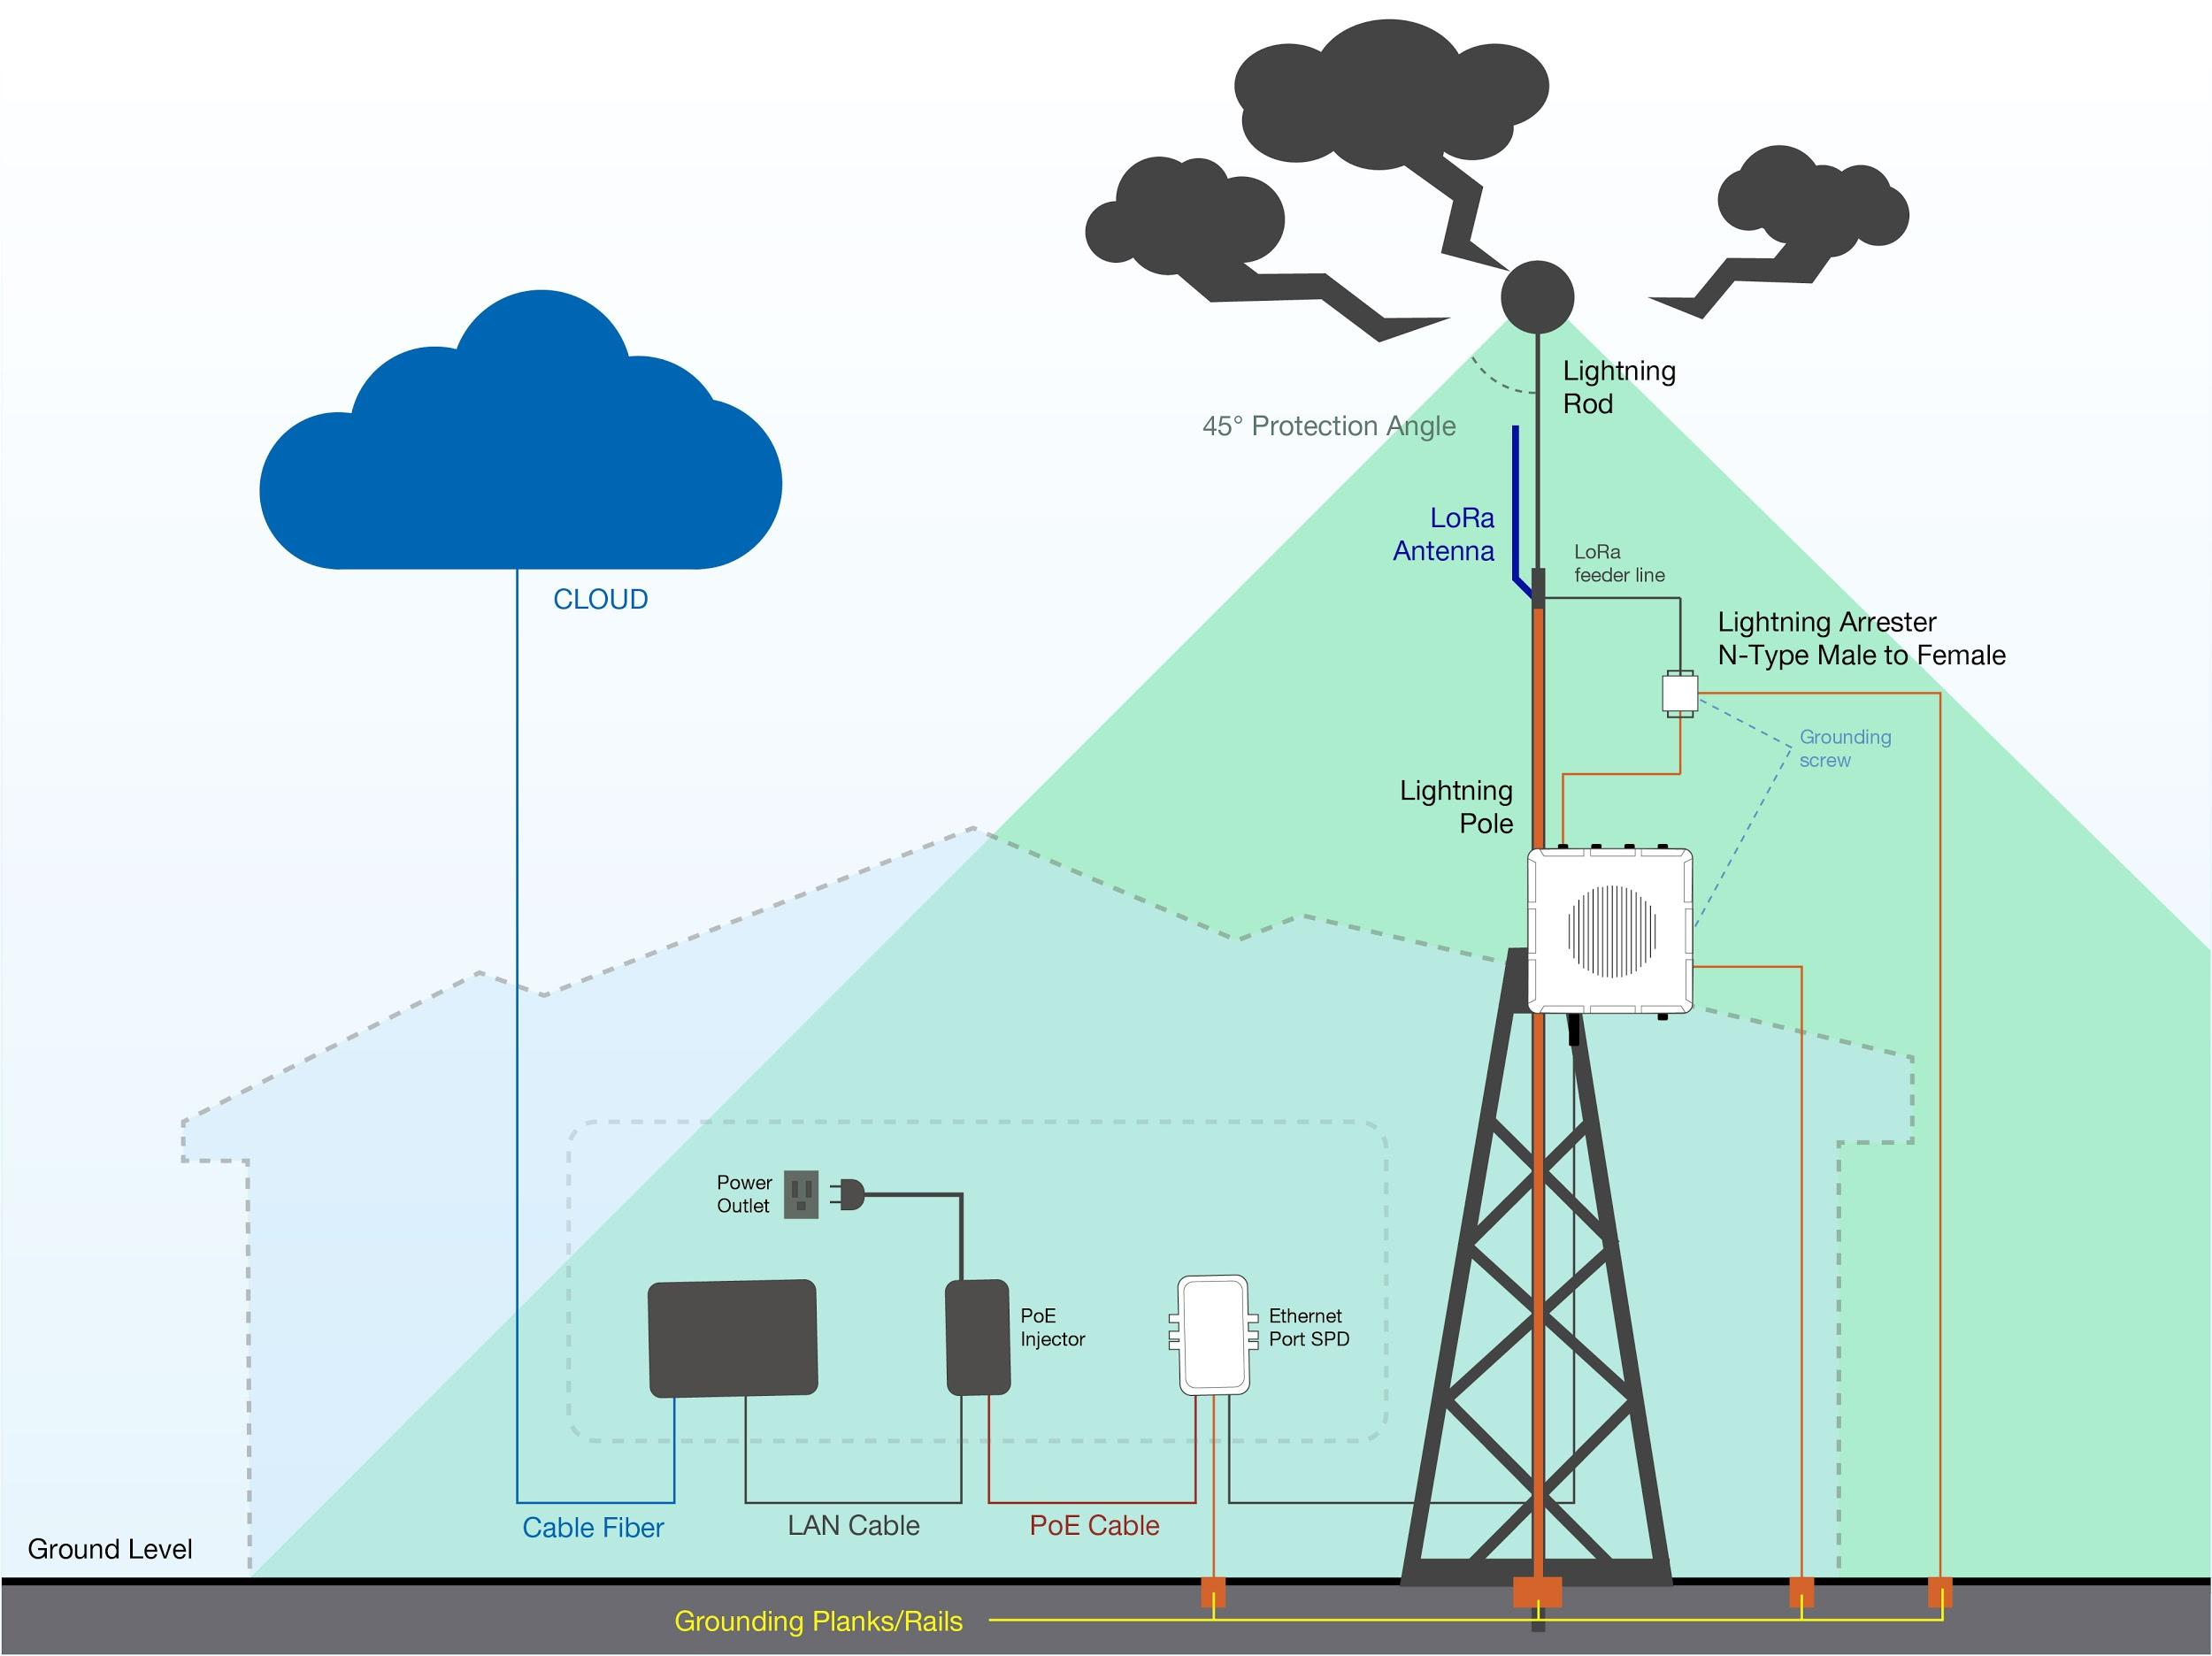 Lightning
Rod
45° Protection Angle
LoRa
Antenna
LoRa
feeder line
CLOUD
Lightning Arrester
N-Type Male to Female
Grounding
screw
Lightning
Pole
Power
Outlet
PoE
Injector
Ethernet
Port SPD
Cable Fiber
LAN Cable
PoE Cable
Ground Level
Grounding Planks/Rails